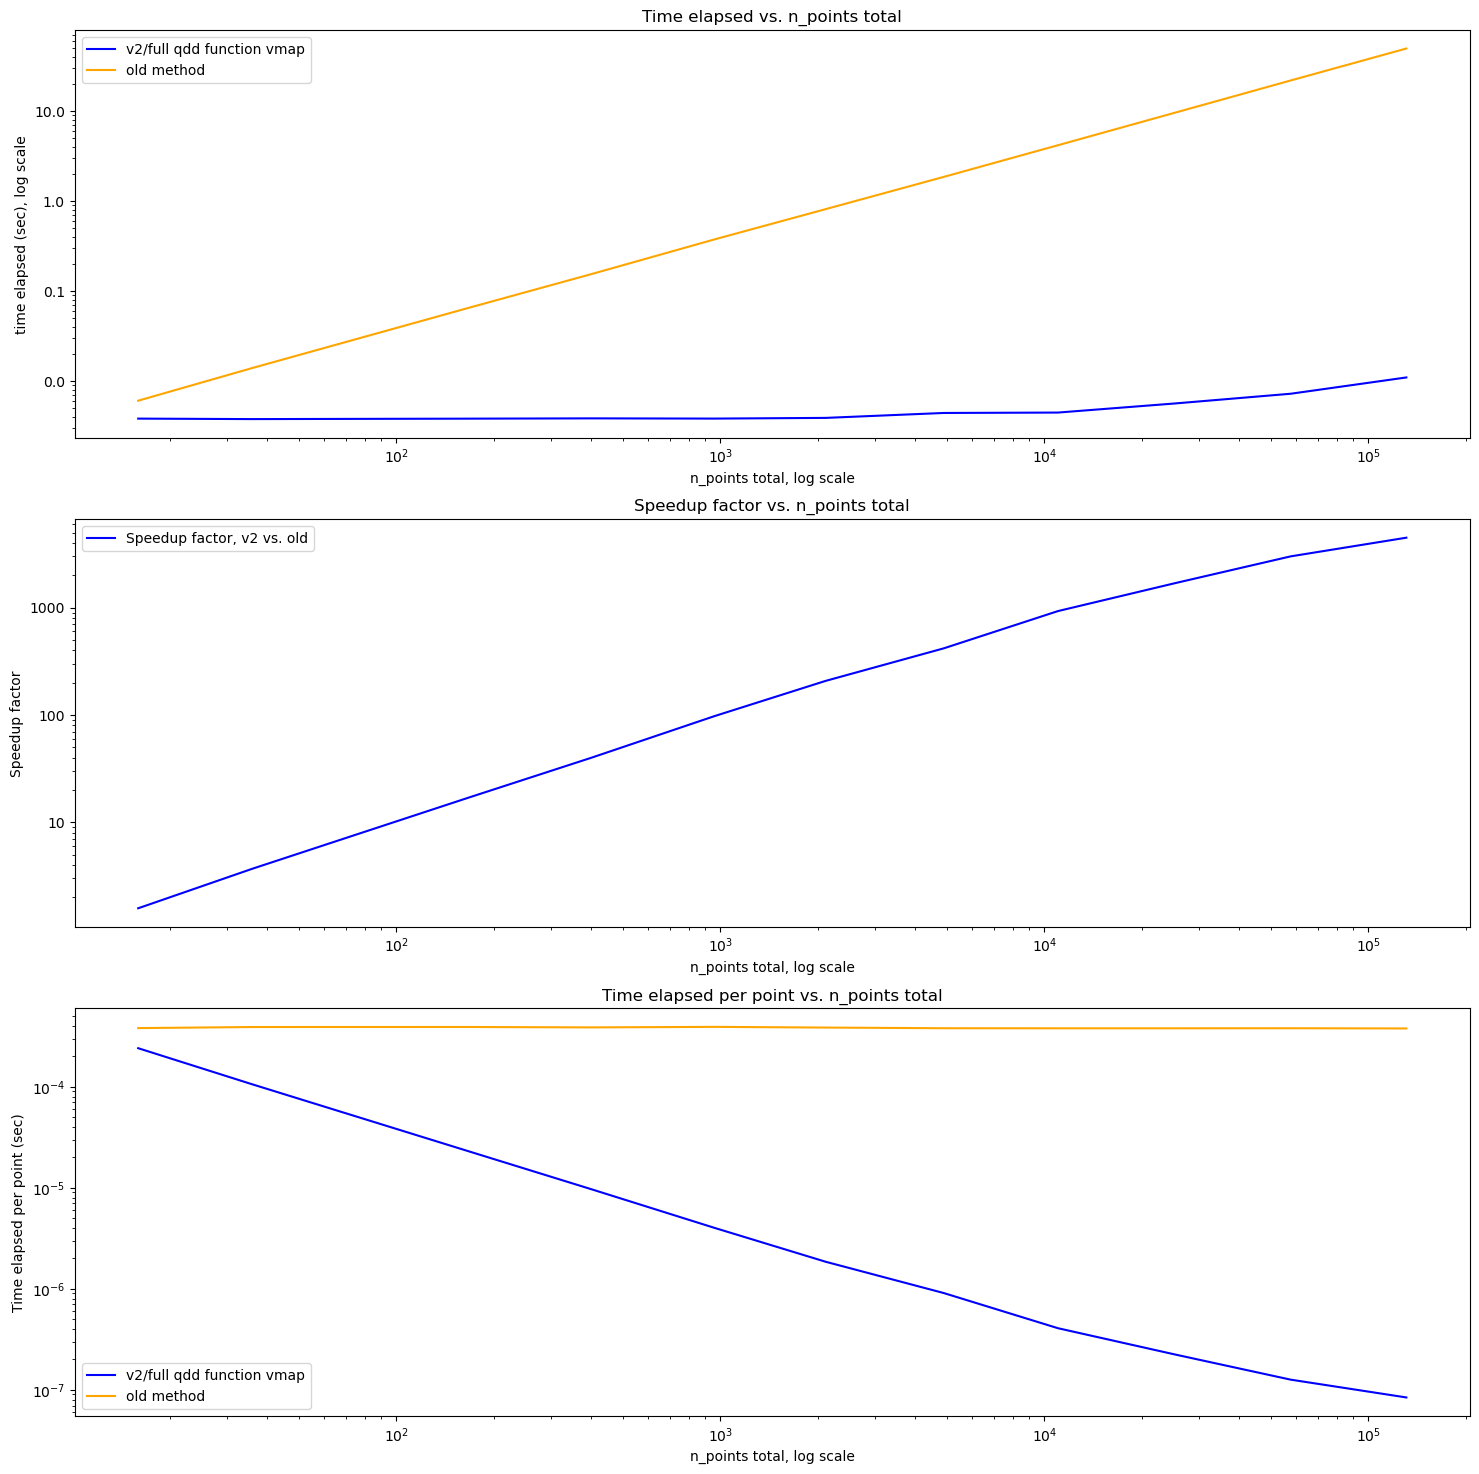 Time elapsed vs. n_points total
v2/full qdd function vmap
old method
time elapsed (sec), log scale
10.0
1.0
0.1
0.0
10²
10³
10⁴
10⁵
n_points total, log scale
Speedup factor vs. n_points total
Speedup factor, v2 vs. old
Speedup factor
1000
100
10
10²
10³
10⁴
10⁵
n_points total, log scale
Time elapsed per point vs. n_points total
Time elapsed per point (sec)
10⁻⁴
10⁻⁵
10⁻⁶
10⁻⁷
v2/full qdd function vmap
old method
10²
10³
10⁴
10⁵
n_points total, log scale